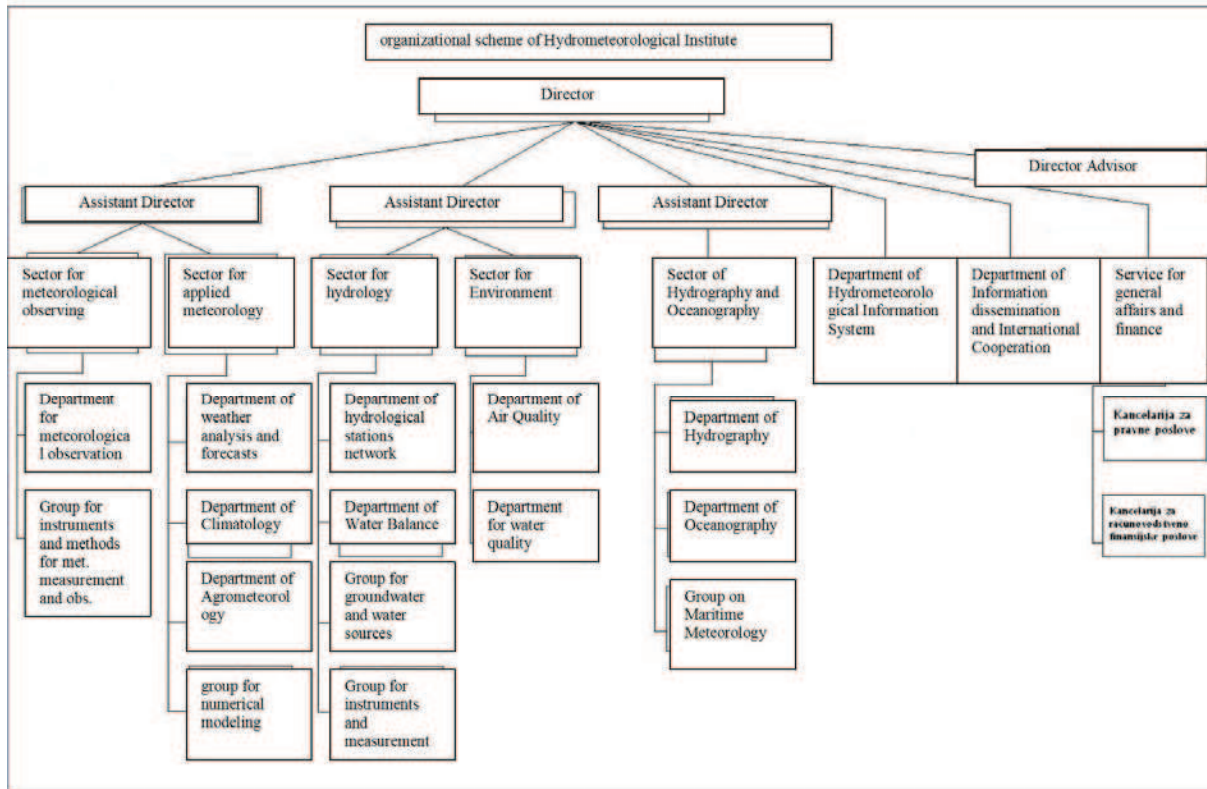 organizational scheme of Hydrometeorological Institute
Director
Director Advisor
Assistant Director
Assistant Director
Assistant Director
Sector for
meteorological
observing
Sector for
applied
meteorology
Sector for
hydrology
Sector for
Environment
Sector of
Hydrography and
Oceanography
Department of
Hydrometeorolo
gical Information
System
Department of
Information
dissemination
and International
Cooperation
Service for
general
affairs and
finance
Department
for
meteorologica
l observation
Group for
instruments
and methods
for met.
measurement
and obs.
Department of
weather
analysis and
forecasts
Department of
Climatology
Department of
Agrometeorol
ogy
group for
numerical
modeling
Department of
hydrological
stations
network
Department of
Water Balance
Group for
groundwater
and water
sources
Group for
instruments
and
measurement
Department of
Air Quality
Department
for water
quality
Department of
Hydrography
Department of
Oceanography
Group on
Maritime
Meteorology
Kancelarija za
pravne poslove
Kancelarija za
računovodstveno
finansijske poslove